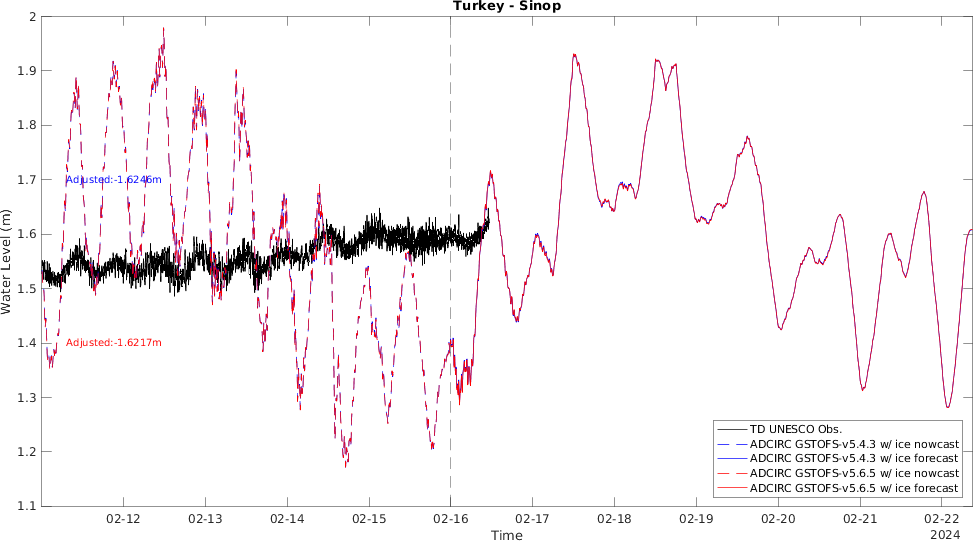 Turkey - Sinop
2
1.9
1.8
1.7
1.6
1.5
1.4
1.3
1.2
1.1
Water Level (m)
Adjusted:-1.6246m
Adjusted:-1.6217m
TD UNESCO Obs.
ADCIRC GSTOFS-v5.4.3 w/ ice nowcast
ADCIRC GSTOFS-v5.4.3 w/ ice forecast
ADCIRC GSTOFS-v5.6.5 w/ ice nowcast
ADCIRC GSTOFS-v5.6.5 w/ ice forecast
02-12 02-13 02-14 02-15 02-16 02-17 02-18 02-19 02-20 02-21 02-22
Time 2024